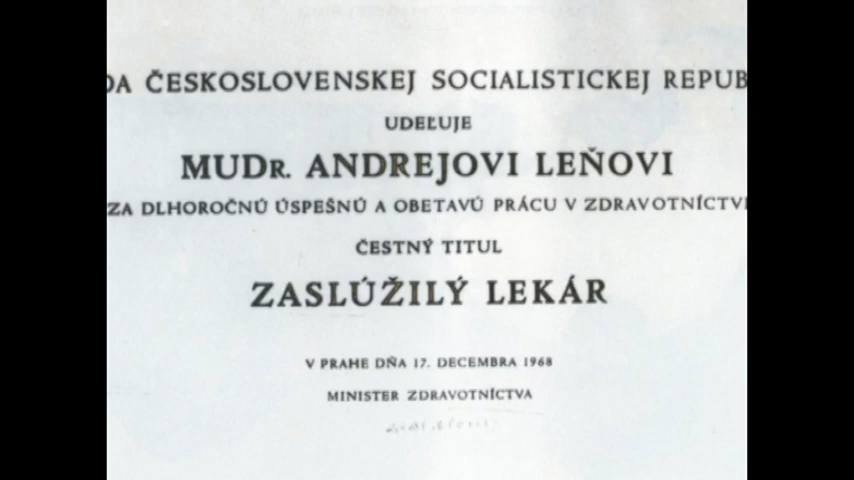 DA ČESKOSLOVENSKEJ SOCIALISTICKEJ REPUB
UDEĽUJE
MUDR. ANDREJOVI LEŇOVI
ZA DLHOROČNÚ ÚSPEŠNÚ A OBETAVÚ PRÁCU V ZDRAVOTNÍCTVE
ČESTNÝ TITUL
ZASLÚŽILÝ LEKÁR
V PRAHE DŇA 17. DECEMBRA 1968
MINISTER ZDRAVOTNÍCTVA